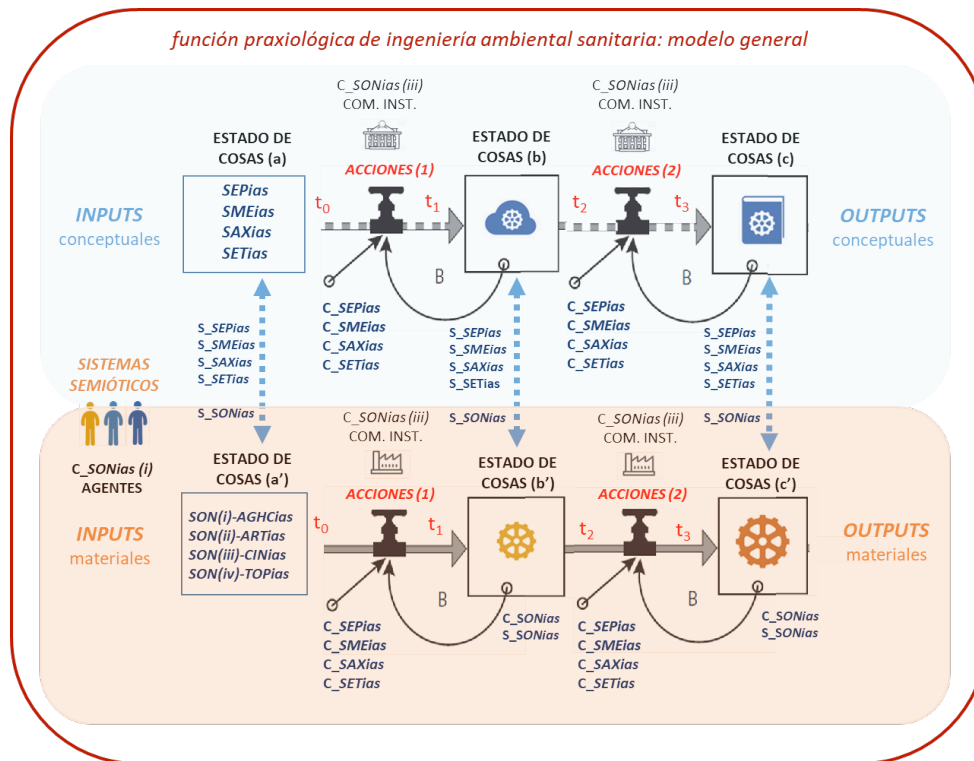 función praxiológica de ingeniería ambiental sanitaria: modelo general
C_SONias (iii)
COM. INST.
C_SONias (iii)
COM. INST.
ESTADO DE
COSAS (a)
ESTADO DE
COSAS (b)
ESTADO DE
COSAS (c)
ACCIONES (1)
ACCIONES (2)
INPUTS
conceptuales
SEPias
SMEias
SAXias
SETias
t0
t1
t2
t3
OUTPUTS
conceptuales
B
B
C_SEPias
C_SMEias
C_SAXias
C_SETias
C_SEPias
C_SMEias
C_SAXias
C_SETias
S_SEPias
S_SMEias
S_SAXias
S_SETias
S_SONias
S_SEPias
S_SMEias
S_SAXias
S_SETias
S_SONias
S_SEPias
S_SMEias
S_SAXias
S_SETias
S_SONias
SISTEMAS
SEMIÓTICOS
C_SONias (i)
AGENTES
C_SONias (iii)
COM. INST.
C_SONias (iii)
COM. INST.
ESTADO DE
COSAS (a’)
ESTADO DE
COSAS (b’)
ESTADO DE
COSAS (c’)
ACCIONES (1)
ACCIONES (2)
INPUTS
materiales
SON(i)-AGHCias
SON(ii)-ARTias
SON(iii)-CINias
SON(iv)-TOPias
t0
t1
t2
t3
OUTPUTS
materiales
B
B
C_SEPias
C_SMEias
C_SAXias
C_SETias
C_SONias
S_SONias
C_SEPias
C_SMEias
C_SAXias
C_SETias
C_SONias
S_SONias